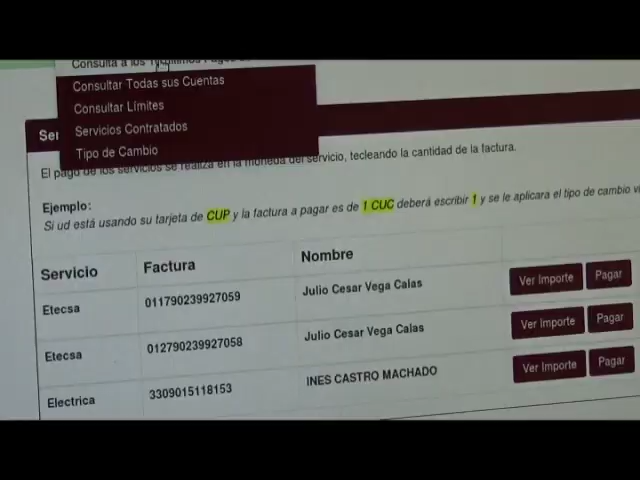 Consulta a los
Consultar Todas sus Cuentas
Consultar Límites
Servicios Contratados
Tipo de Cambio
Ser
El pago de los servicios se realiza en la moneda del servicio, tecleando la cantidad de la factura.
Ejemplo:
Si ud está usando su tarjeta de CUP y la factura a pagar es de 1 CUC deberá escribir 1 y se le aplicara el tipo de cambio
Servicio Factura Nombre
Etecsa 011790239927059 Julio Cesar Vega Calas Ver Importe Pagar
Etecsa 012790239927058 Julio Cesar Vega Calas Ver Importe Pagar
Electrica 3309015118153 INES CASTRO MACHADO Ver Importe Pagar